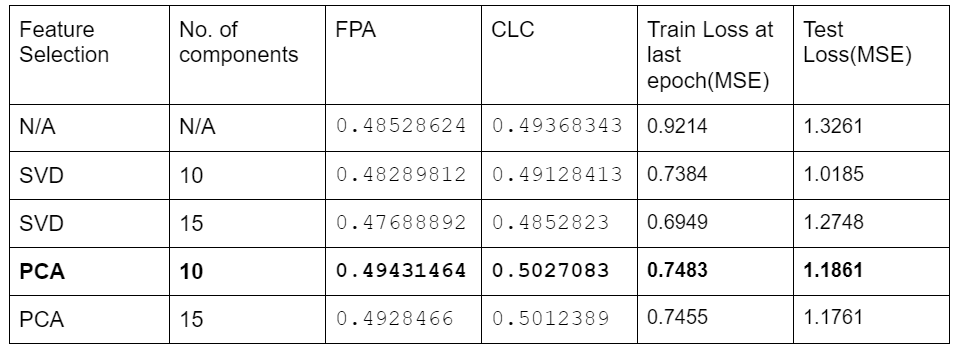 Feature Selection No. of components FPA CLC Train Loss at last epoch(MSE) Test Loss(MSE)
N/A N/A 0.48528624 0.49368343 0.9214 1.3261
SVD 10 0.48289812 0.49128413 0.7384 1.0185
SVD 15 0.47688892 0.4852823 0.6949 1.2748
PCA 10 0.49431464 0.5027083 0.7483 1.1861
PCA 15 0.4928466 0.5012389 0.7455 1.1761